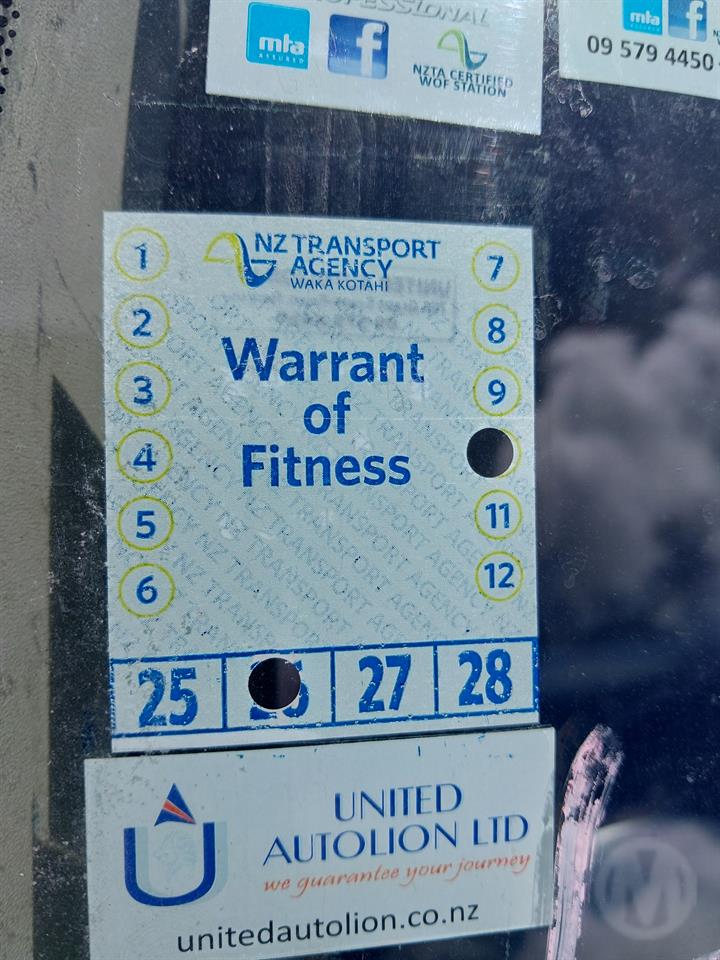 PROFESSIONAL
mta
ASSURED
f
NZTA CERTIFIED
WOF STATION
mta
f
09 579 4450
1
NZ TRANSPORT
AGENCY
WAKA KOTAHI
7
2
8
Warrant
of
Fitness
3
9
4
5
11
6
12
25
27
28
UNITED
AUTOLION LTD
we guarantee your journey
unitedautolion.co.nz
M